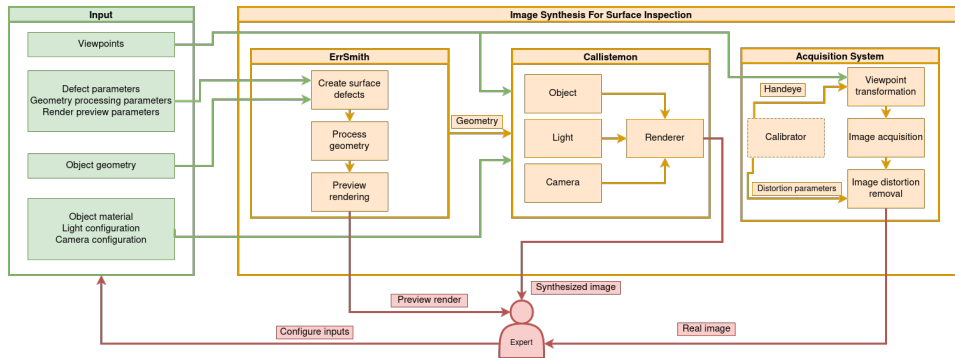 Input
Image Synthesis For Surface Inspection
Viewpoints
Defect parameters
Geometry processing parameters
Render preview parameters
Object geometry
Object material
Light configuration
Camera configuration
ErrSmith
Create surface
defects
Process
geometry
Preview
rendering
Geometry
Callistemon
Object
Light
Camera
Renderer
Acquisition System
Handeye
Viewpoint
transformation
Calibrator
Image acquisition
Distortion parameters
Image distortion
removal
Synthesized image
Preview render
Configure inputs
Real image
Expert